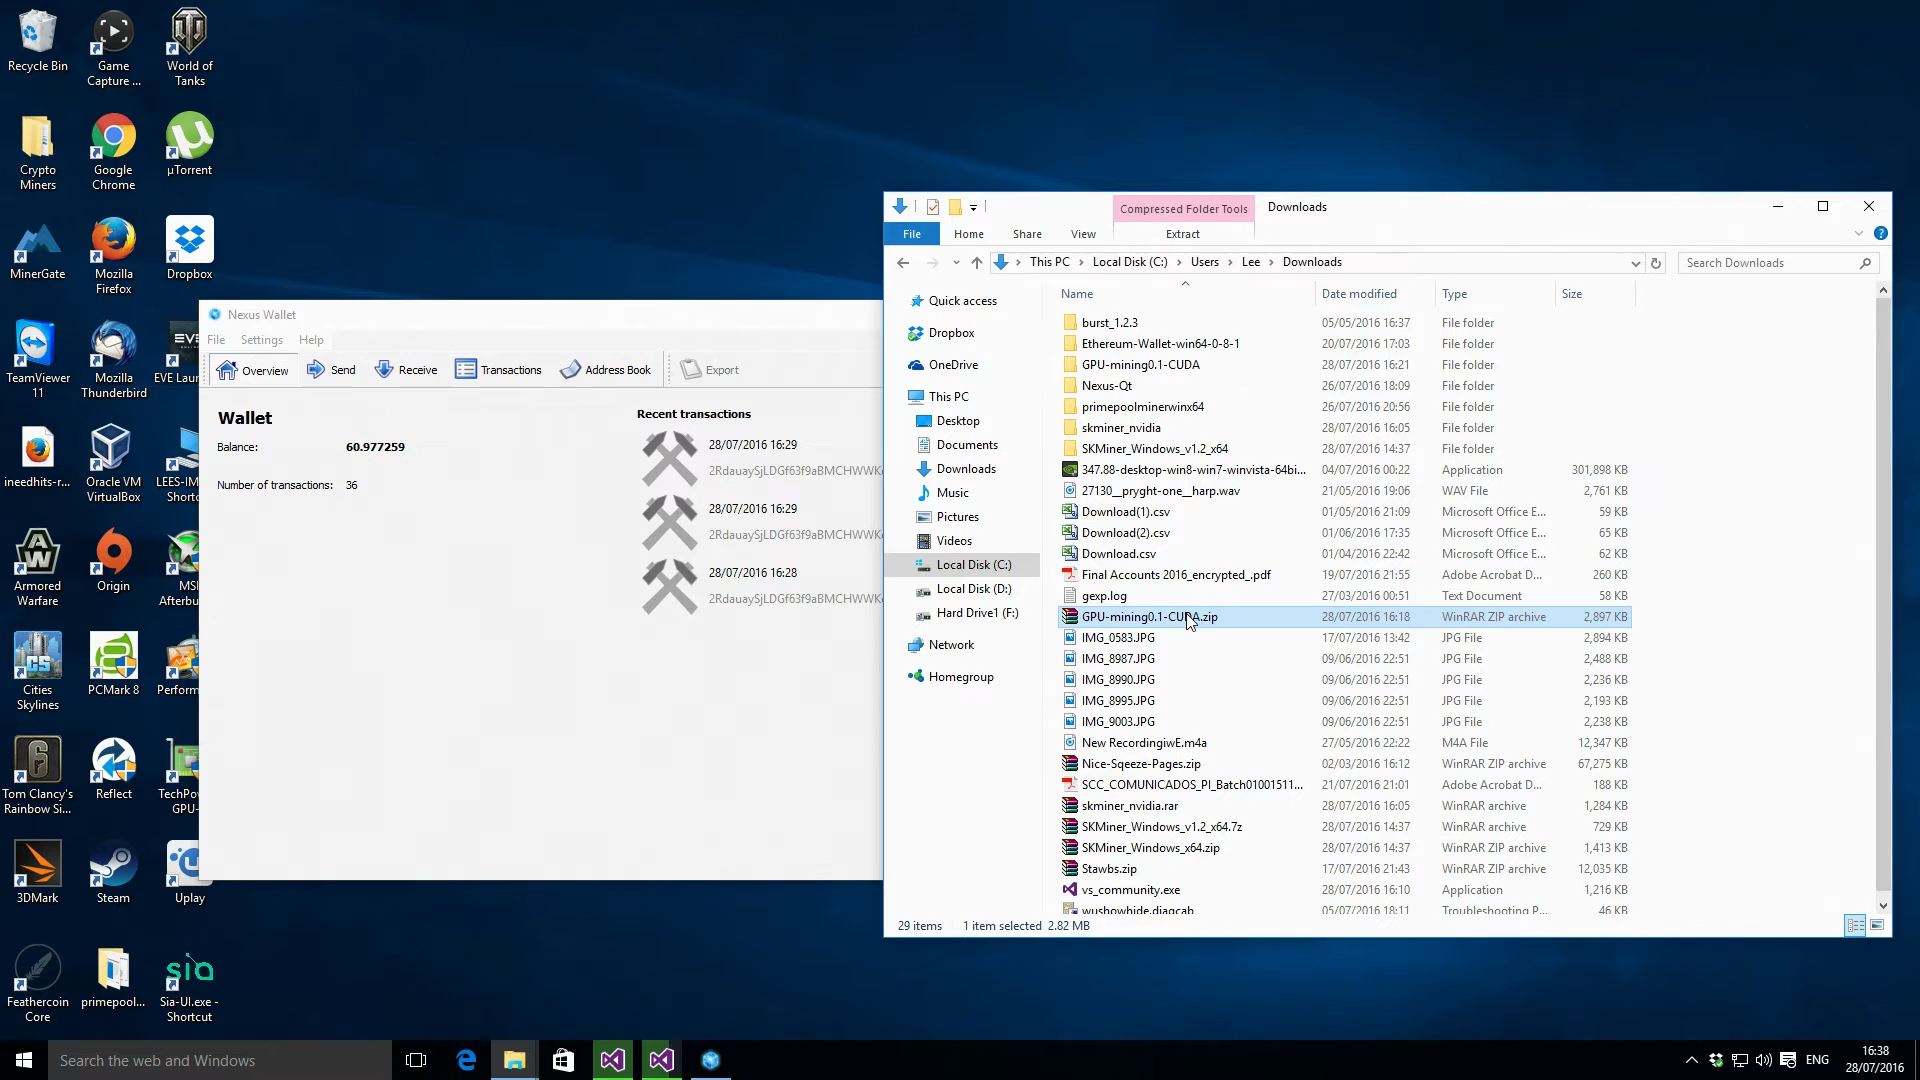 Recycle Bin
Game
Capture ...
World of
Tanks
Crypto
Miners
Google
Chrome
µTorrent
MinerGate
Mozilla
Firefox
Dropbox
TeamViewer
11
Mozilla
Thunderbird
EVE
EVE Laun
ineedhits-r...
Oracle VM
VirtualBox
LEES-IM
Shortc
Armored
Warfare
Origin
MSI
Afterbu
Cities
Skylines
PCMark 8
Perform
Tom Clancy's
Rainbow Si...
Reflect
TechPo
GPU-
3DMark
Steam
Uplay
Feathercoin
Core
primepool...
sia
Sia-UI.exe -
Shortcut
Nexus Wallet
File
Settings
Help
Overview
Send
Receive
Transactions
Address Book
Export
Wallet
Balance:
60.977259
Number of transactions:
36
Recent transactions
28/07/2016 16:29
2RdauaySjLDGf63f9aBMCHWWK
28/07/2016 16:29
2RdauaySjLDGf63f9aBMCHWWK
28/07/2016 16:28
2RdauaySjLDGf63f9aBMCHWWK
Compressed Folder Tools
Downloads
File
Home
Share
View
Extract
This PC
Local Disk (C:)
Users
Lee
Downloads
Search Downloads
Quick access
Dropbox
OneDrive
This PC
Desktop
Documents
Downloads
Music
Pictures
Videos
Local Disk (C:)
Local Disk (D:)
Hard Drive1 (F:)
Network
Homegroup
Name Date modified Type Size
burst_1.2.3 05/05/2016 16:37 File folder
Ethereum-Wallet-win64-0-8-1 20/07/2016 17:03 File folder
GPU-mining0.1-CUDA 28/07/2016 16:21 File folder
Nexus-Qt 26/07/2016 18:09 File folder
primepoolminerwinx64 26/07/2016 20:56 File folder
skminer_nvidia 28/07/2016 16:05 File folder
SKMiner_Windows_v1.2_x64 28/07/2016 14:37 File folder
347.88-desktop-win8-win7-winvista-64bi... 04/07/2016 00:22 Application 301,898 KB
27130__pryght-one__harp.wav 21/05/2016 19:06 WAV File 2,761 KB
Download(1).csv 01/05/2016 21:09 Microsoft Office E... 59 KB
Download(2).csv 01/06/2016 17:35 Microsoft Office E... 65 KB
Download.csv 01/04/2016 22:42 Microsoft Office E... 62 KB
Final Accounts 2016_encrypted_.pdf 19/07/2016 21:55 Adobe Acrobat D... 260 KB
gexp.log 27/03/2016 00:51 Text Document 58 KB
GPU-mining0.1-CUDA.zip 28/07/2016 16:18 WinRAR ZIP archive 2,897 KB
IMG_0583.JPG 17/07/2016 13:42 JPG File 2,894 KB
IMG_8987.JPG 09/06/2016 22:51 JPG File 2,488 KB
IMG_8990.JPG 09/06/2016 22:51 JPG File 2,236 KB
IMG_8995.JPG 09/06/2016 22:51 JPG File 2,193 KB
IMG_9003.JPG 09/06/2016 22:51 JPG File 2,238 KB
New RecordingiwE.m4a 27/05/2016 22:22 M4A File 12,347 KB
Nice-Sqeeze-Pages.zip 02/03/2016 16:12 WinRAR ZIP archive 67,275 KB
SCC_COMUNICADOS_PI_Batch01001511... 21/07/2016 21:01 Adobe Acrobat D... 188 KB
skminer_nvidia.rar 28/07/2016 16:05 WinRAR archive 1,284 KB
SKMiner_Windows_v1.2_x64.7z 28/07/2016 14:37 WinRAR archive 729 KB
SKMiner_Windows_x64.zip 28/07/2016 14:37 WinRAR ZIP archive 1,413 KB
Stawbs.zip 17/07/2016 21:43 WinRAR ZIP archive 12,035 KB
vs_community.exe 28/07/2016 16:10 Application 1,216 KB
wushowhide.diagcab 05/07/2016 18:11 Troubleshooting P... 46 KB
29 items 1 item selected 2.82 MB
Search the web and Windows
ENG
16:38
28/07/2016